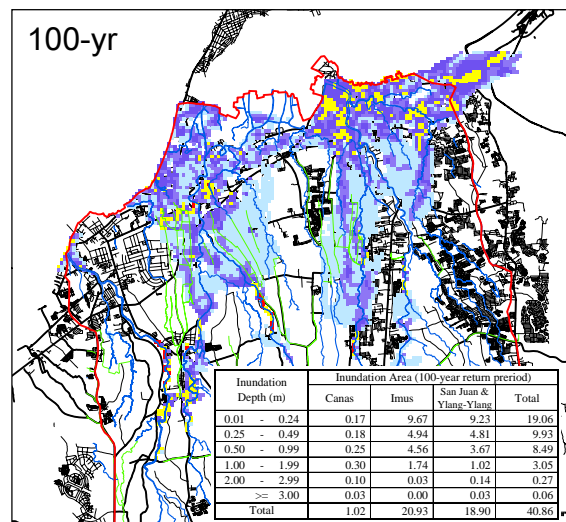 100-yr
Inundation Depth (m) Inundation Area (100-year return preriod)
Canas Imus San Juan & Ylang-Ylang Total
0.01 - 0.24 0.17 9.67 9.23 19.06
0.25 - 0.49 0.18 4.94 4.81 9.93
0.50 - 0.99 0.25 4.56 3.67 8.49
1.00 - 1.99 0.30 1.74 1.02 3.05
2.00 - 2.99 0.10 0.03 0.14 0.27
>= 3.00 0.03 0.00 0.03 0.06
Total 1.02 20.93 18.90 40.86